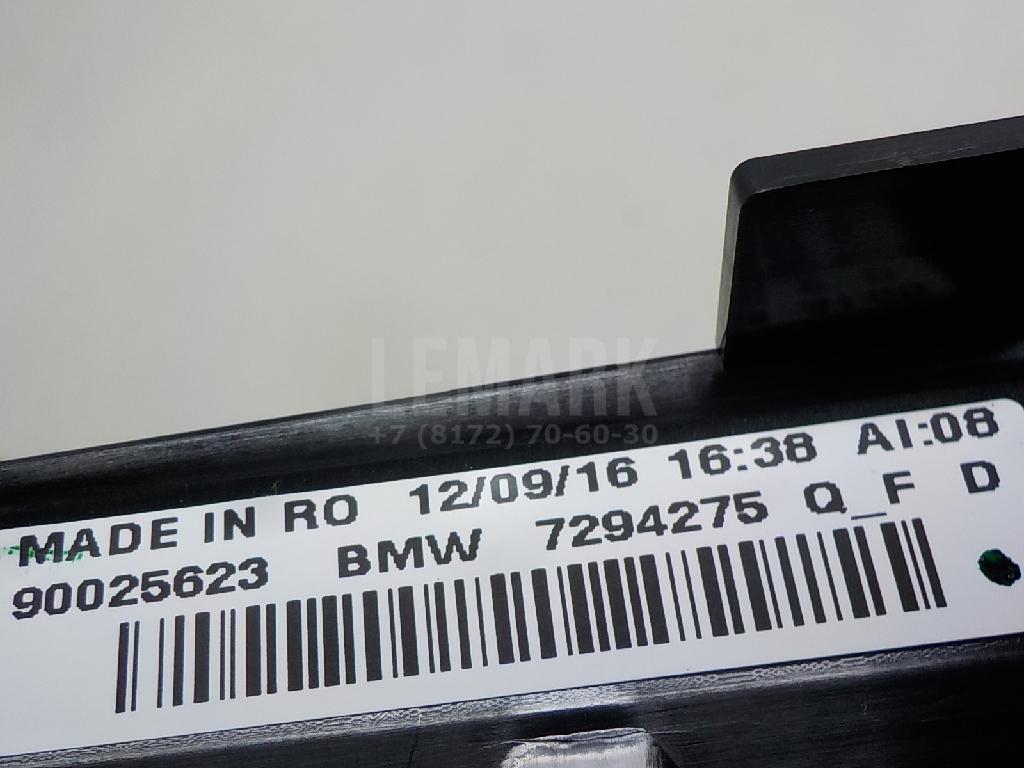 LEMARK
+7 (8172) 70-60-30
MADE IN RO 12/09/16 16:38 AI:08
90025623 BMW 7294275 Q_F D